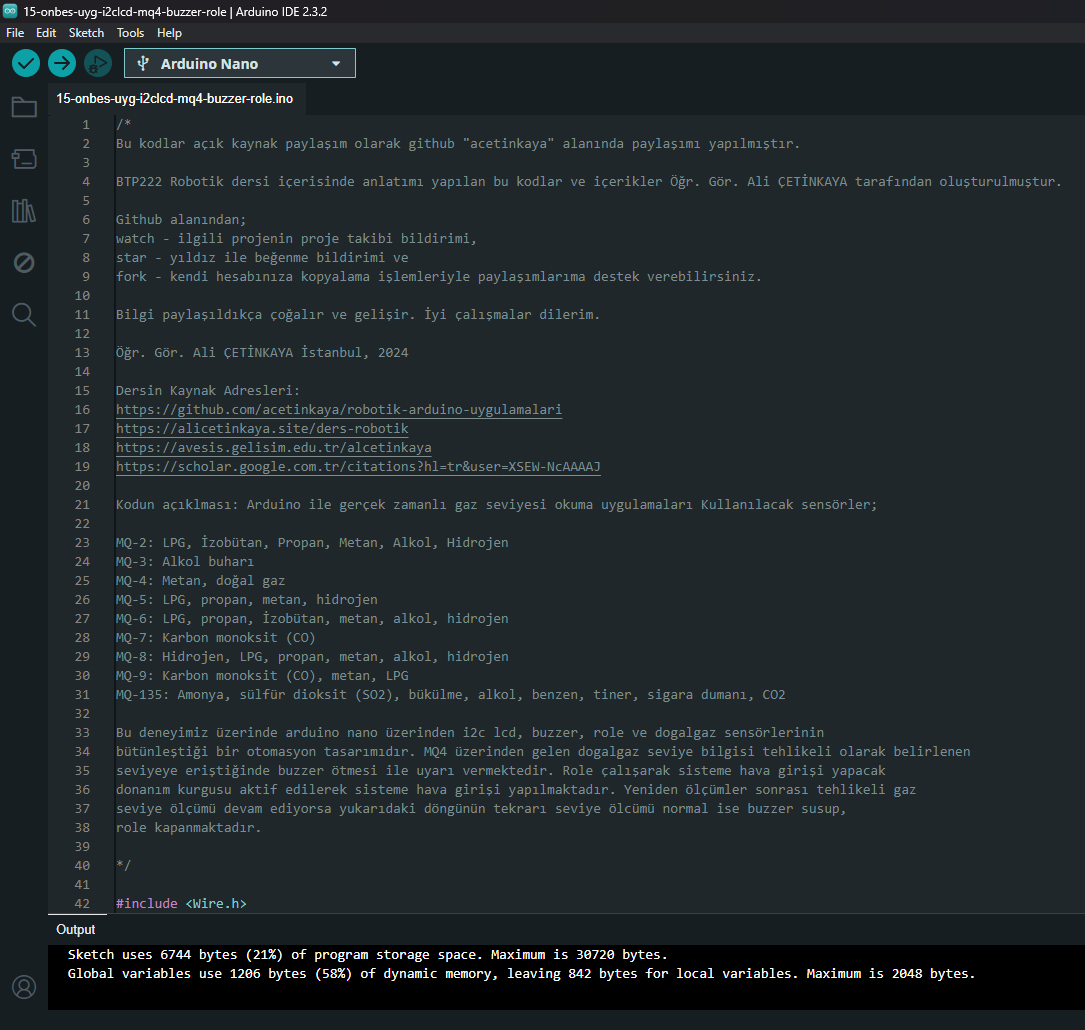 15-onbes-uyg-i2clcd-mq4-buzzer-role | Arduino IDE 2.3.2
File Edit Sketch Tools Help
Arduino Nano
15-onbes-uyg-i2clcd-mq4-buzzer-role.ino
1 /*
2 Bu kodlar açık kaynak paylaşım olarak github "acetinkaya" alanında paylaşımı yapılmıştır.
3
4 BTP222 Robotik dersi içerisinde anlatımı yapılan bu kodlar ve içerikler Öğr. Gör. Ali ÇETİNKAYA tarafından oluşturulmuştur.
5
6 Github alanından;
7 watch - ilgili projenin proje takibi bildirimi,
8 star - yıldız ile beğenme bildirimi ve
9 fork - kendi hesabınıza kopyalama işlemleriyle paylaşımlarıma destek verebilirsiniz.
10
11 Bilgi paylaşıldıkça çoğalır ve gelişir. İyi çalışmalar dilerim.
12
13 Öğr. Gör. Ali ÇETİNKAYA İstanbul, 2024
14
15 Dersin Kaynak Adresleri:
16 https://github.com/acetinkaya/robotik-arduino-uygulamalari
17 https://alicetinkaya.site/ders-robotik
18 https://avesis.gelisim.edu.tr/alcetinkaya
19 https://scholar.google.com.tr/citations?hl=tr&user=XSEW-NcAAAAJ
20
21 Kodun açıklması: Arduino ile gerçek zamanlı gaz seviyesi okuma uygulamaları Kullanılacak sensörler;
22
23 MQ-2: LPG, İzobütan, Propan, Metan, Alkol, Hidrojen
24 MQ-3: Alkol buharı
25 MQ-4: Metan, doğal gaz
26 MQ-5: LPG, propan, metan, hidrojen
27 MQ-6: LPG, propan, İzobütan, metan, alkol, hidrojen
28 MQ-7: Karbon monoksit (CO)
29 MQ-8: Hidrojen, LPG, propan, metan, alkol, hidrojen
30 MQ-9: Karbon monoksit (CO), metan, LPG
31 MQ-135: Amonya, sülfür dioksit (SO2), bükülme, alkol, benzen, tiner, sigara dumanı, CO2
32
33 Bu deneyimiz üzerinde arduino nano üzerinden i2c lcd, buzzer, role ve dogalgaz sensörlerinin
34 bütünleştiği bir otomasyon tasarımıdır. MQ4 üzerinden gelen dogalgaz seviye bilgisi tehlikeli olarak belirlenen
35 seviyeye eriştiğinde buzzer ötmesi ile uyarı vermektedir. Role çalışarak sisteme hava girişi yapacak
36 donanım kurgusu aktif edilerek sisteme hava girişi yapılmaktadır. Yeniden ölçümler sonrası tehlikeli gaz
37 seviye ölçümü devam ediyorsa yukarıdaki döngünün tekrarı seviye ölcümü normal ise buzzer susup,
38 role kapanmaktadır.
39
40 */
41
42 #include <Wire.h>
Output
Sketch uses 6744 bytes (21%) of program storage space. Maximum is 30720 bytes.
Global variables use 1206 bytes (58%) of dynamic memory, leaving 842 bytes for local variables. Maximum is 2048 bytes.